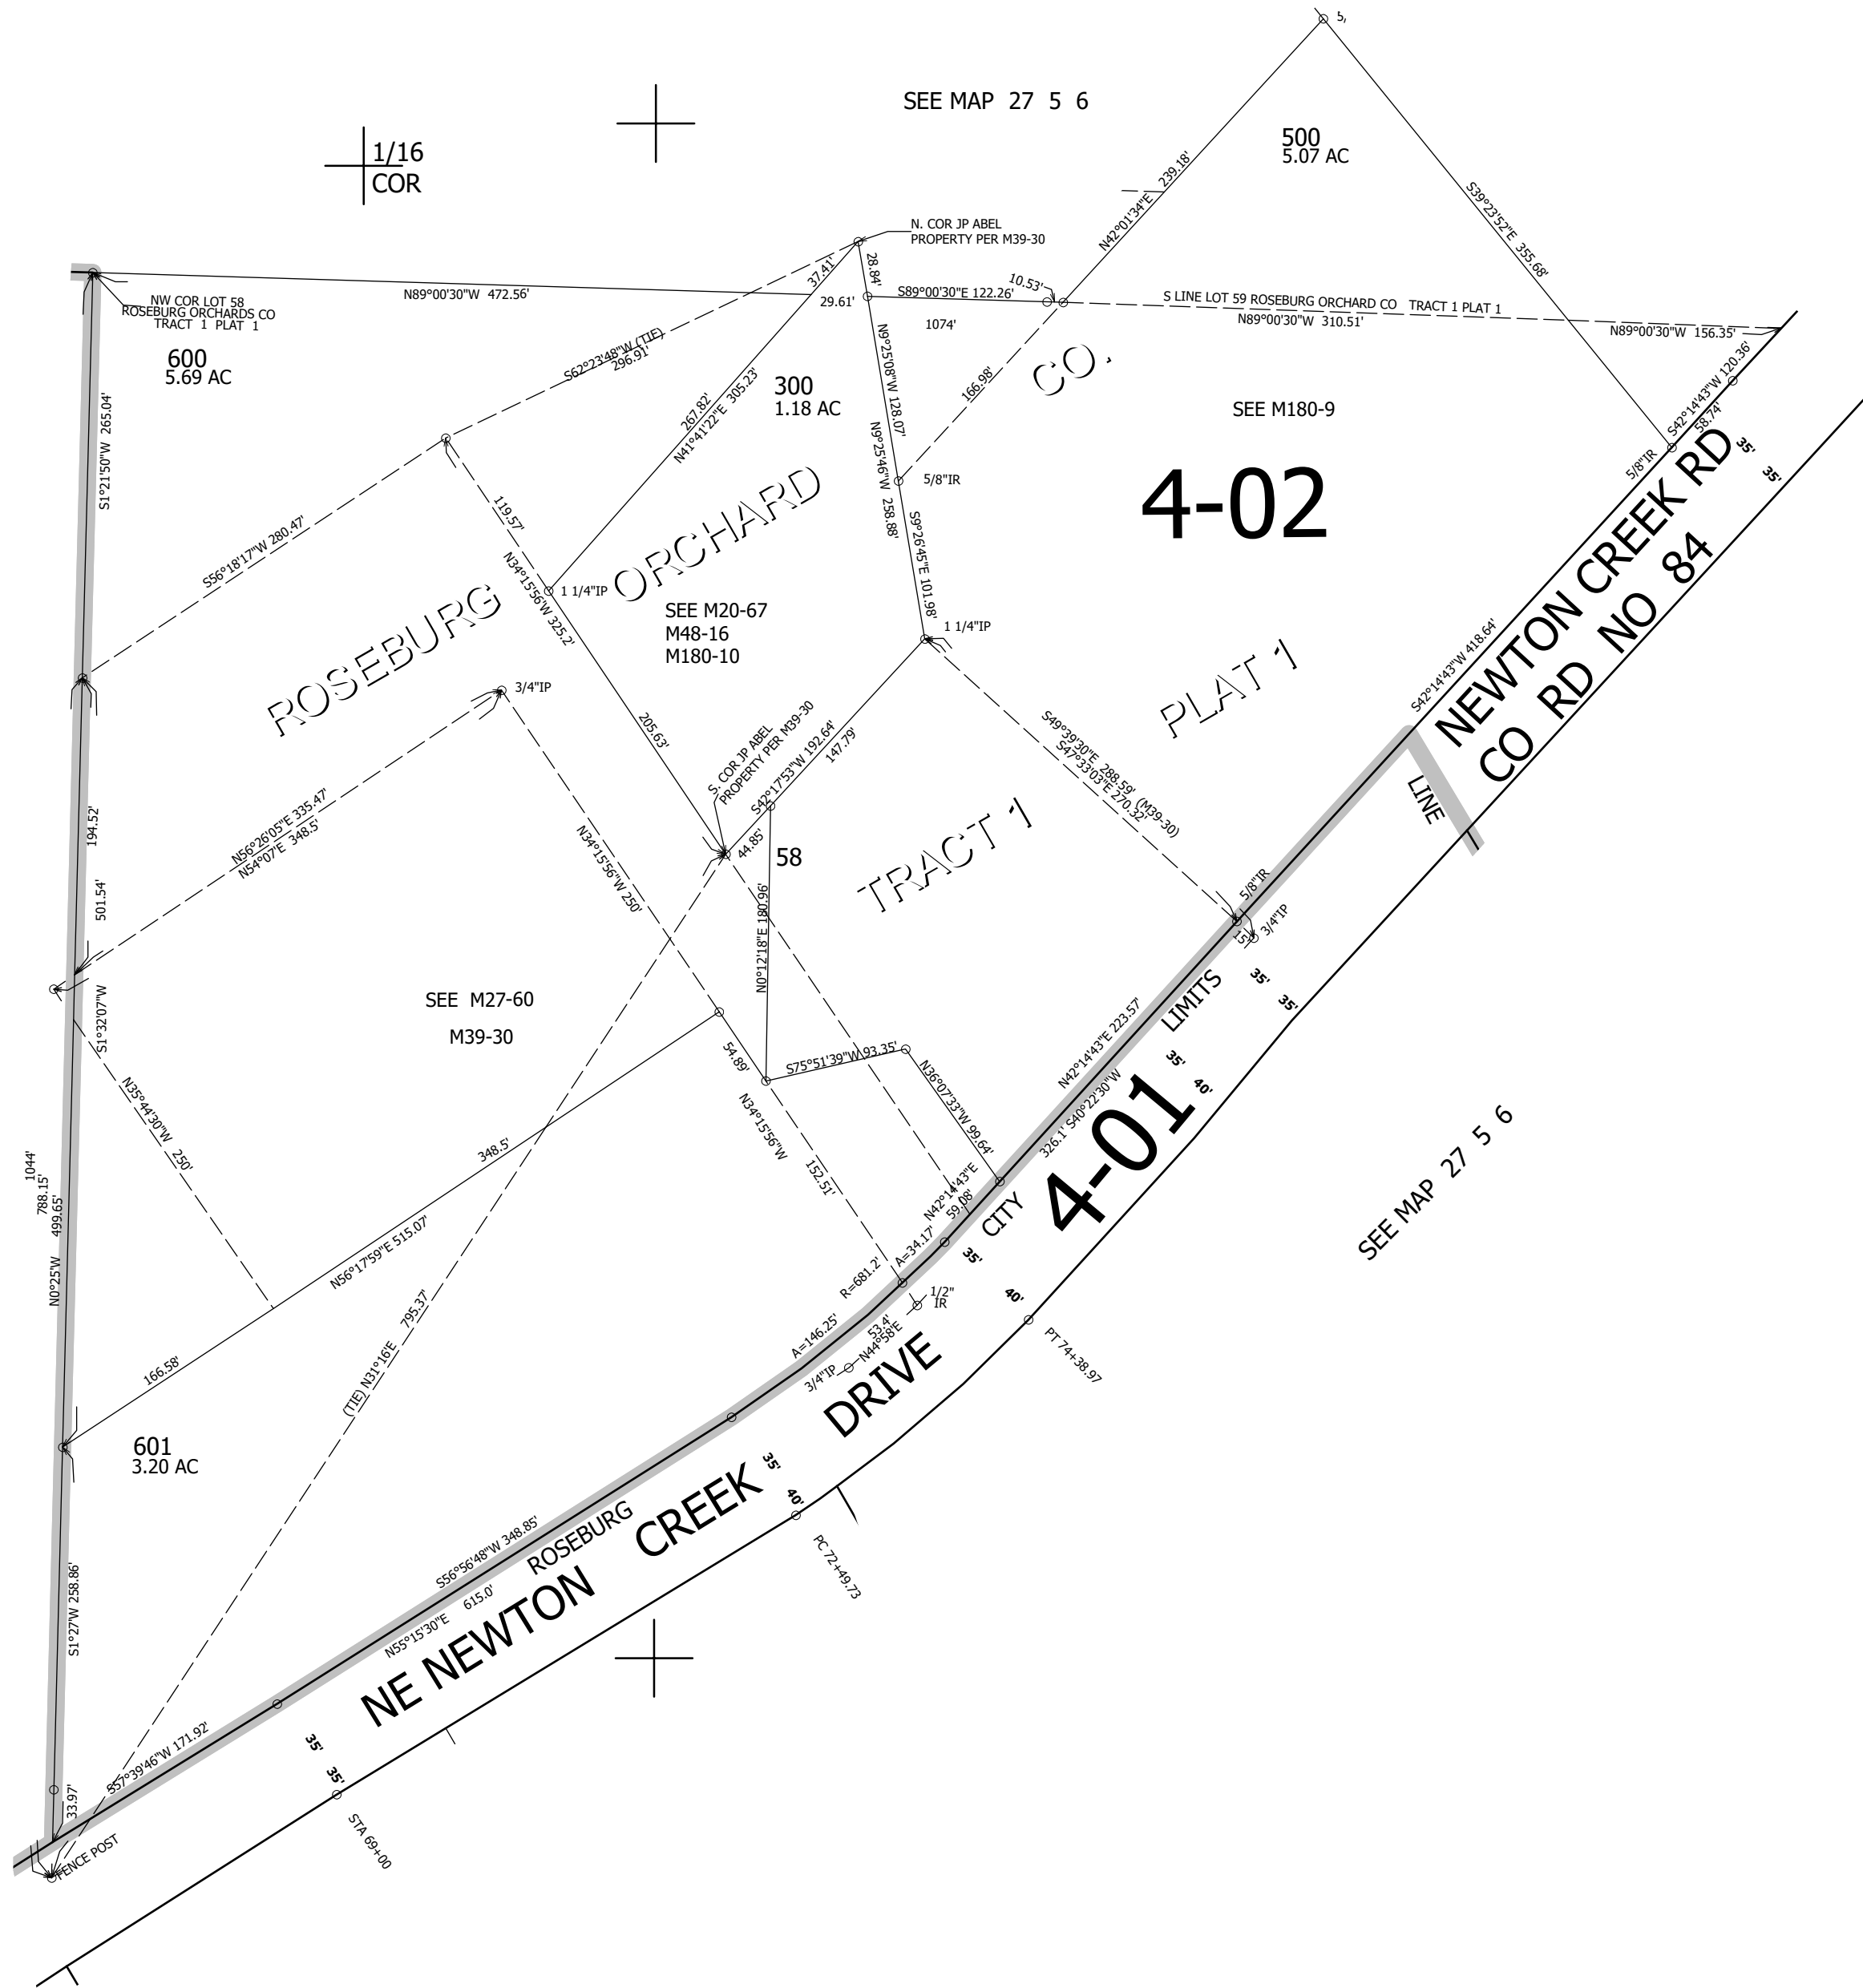 5,
SEE MAP 27 5 6
1/16
COR
500
5.07 AC
N42°01'34"E 239.18'
S39°23'52"E 355.68'
N. COR JP ABEL
PROPERTY PER M39-30
NW COR LOT 58
ROSEBURG ORCHARDS CO
TRACT 1 PLAT 1
N89°00'30"W 472.56'
37.41'
28.84'
29.61'
S89°00'30"E 122.26'
10.53'
1074'
S LINE LOT 59 ROSEBURG ORCHARD CO TRACT 1 PLAT 1
N89°00'30"W 310.51'
N89°00'30"W 156.35'
600
5.69 AC
S62°23'48"W (TIE)
296.91'
300
1.18 AC
267.82'
N41°41'22"E 305.23'
N9°25'08"W 128.07'
N9°25'46"W 258.88'
166.98'
CO.
SEE M180-9
S42°14'43"W 120.36'
58.74'
5/8"IR
35'
35'
S1°21'50"W 265.04'
S56°18'17"W 280.47'
119.57'
N34°15'56"W 325.2'
1 1/4"IP
ORCHARD
5/8"IR
4-02
S9°26'45"E 101.98'
NEWTON CREEK RD
CO RD NO 84
ROSEBURG
SEE M20-67
M48-16
M180-10
1 1/4"IP
3/4"IP
205.63'
S. COR JP ABEL
PROPERTY PER M39-30
S42°17'53"W 192.64'
147.79'
44.85'
PLAT 1
S42°14'43"W 418.64'
S49°39'30"E 288.59' (M39-30)
S47°33'03"E 270.32'
LINE
194.52'
N56°26'05"E 335.47'
N54°07'E 348.5'
N34°15'56"W 250'
58
TRACT 1
501.54'
N0°12'18"E 180.96'
5/8"IR
3/4"IP
15'
35'
35'
S1°32'07"W
SEE M27-60
M39-30
54.89'
S75°51'39"W 93.35'
N36°07'33"W 99.64'
N42°14'43"E 223.57'
LIMITS
35'
40'
326.1' S40°22'30"W
4-01
N35°44'30"W 250'
348.5'
N34°15'56"W
152.51'
1044'
788.15'
N0°25'W 499.65'
N56°17'59"E 515.07'
N42°14'43"E
59.08'
CITY
SEE MAP 27 5 6
A=34.17'
R=681.2'
35'
40'
1/2"
IR
A=146.25'
53.4'
N44°58'E
3/4"IP
PT 74+38.97
DRIVE
166.58'
(TIE) N31°16'E 795.37'
601
3.20 AC
35'
40'
PC 72+49.73
S56°56'48"W 348.85'
ROSEBURG
N55°15'30"E 615.0'
NE NEWTON CREEK
S1°27'W 258.86'
S57°39'46"W 171.92'
35'
35'
33.97'
FENCE POST
STA 69+00